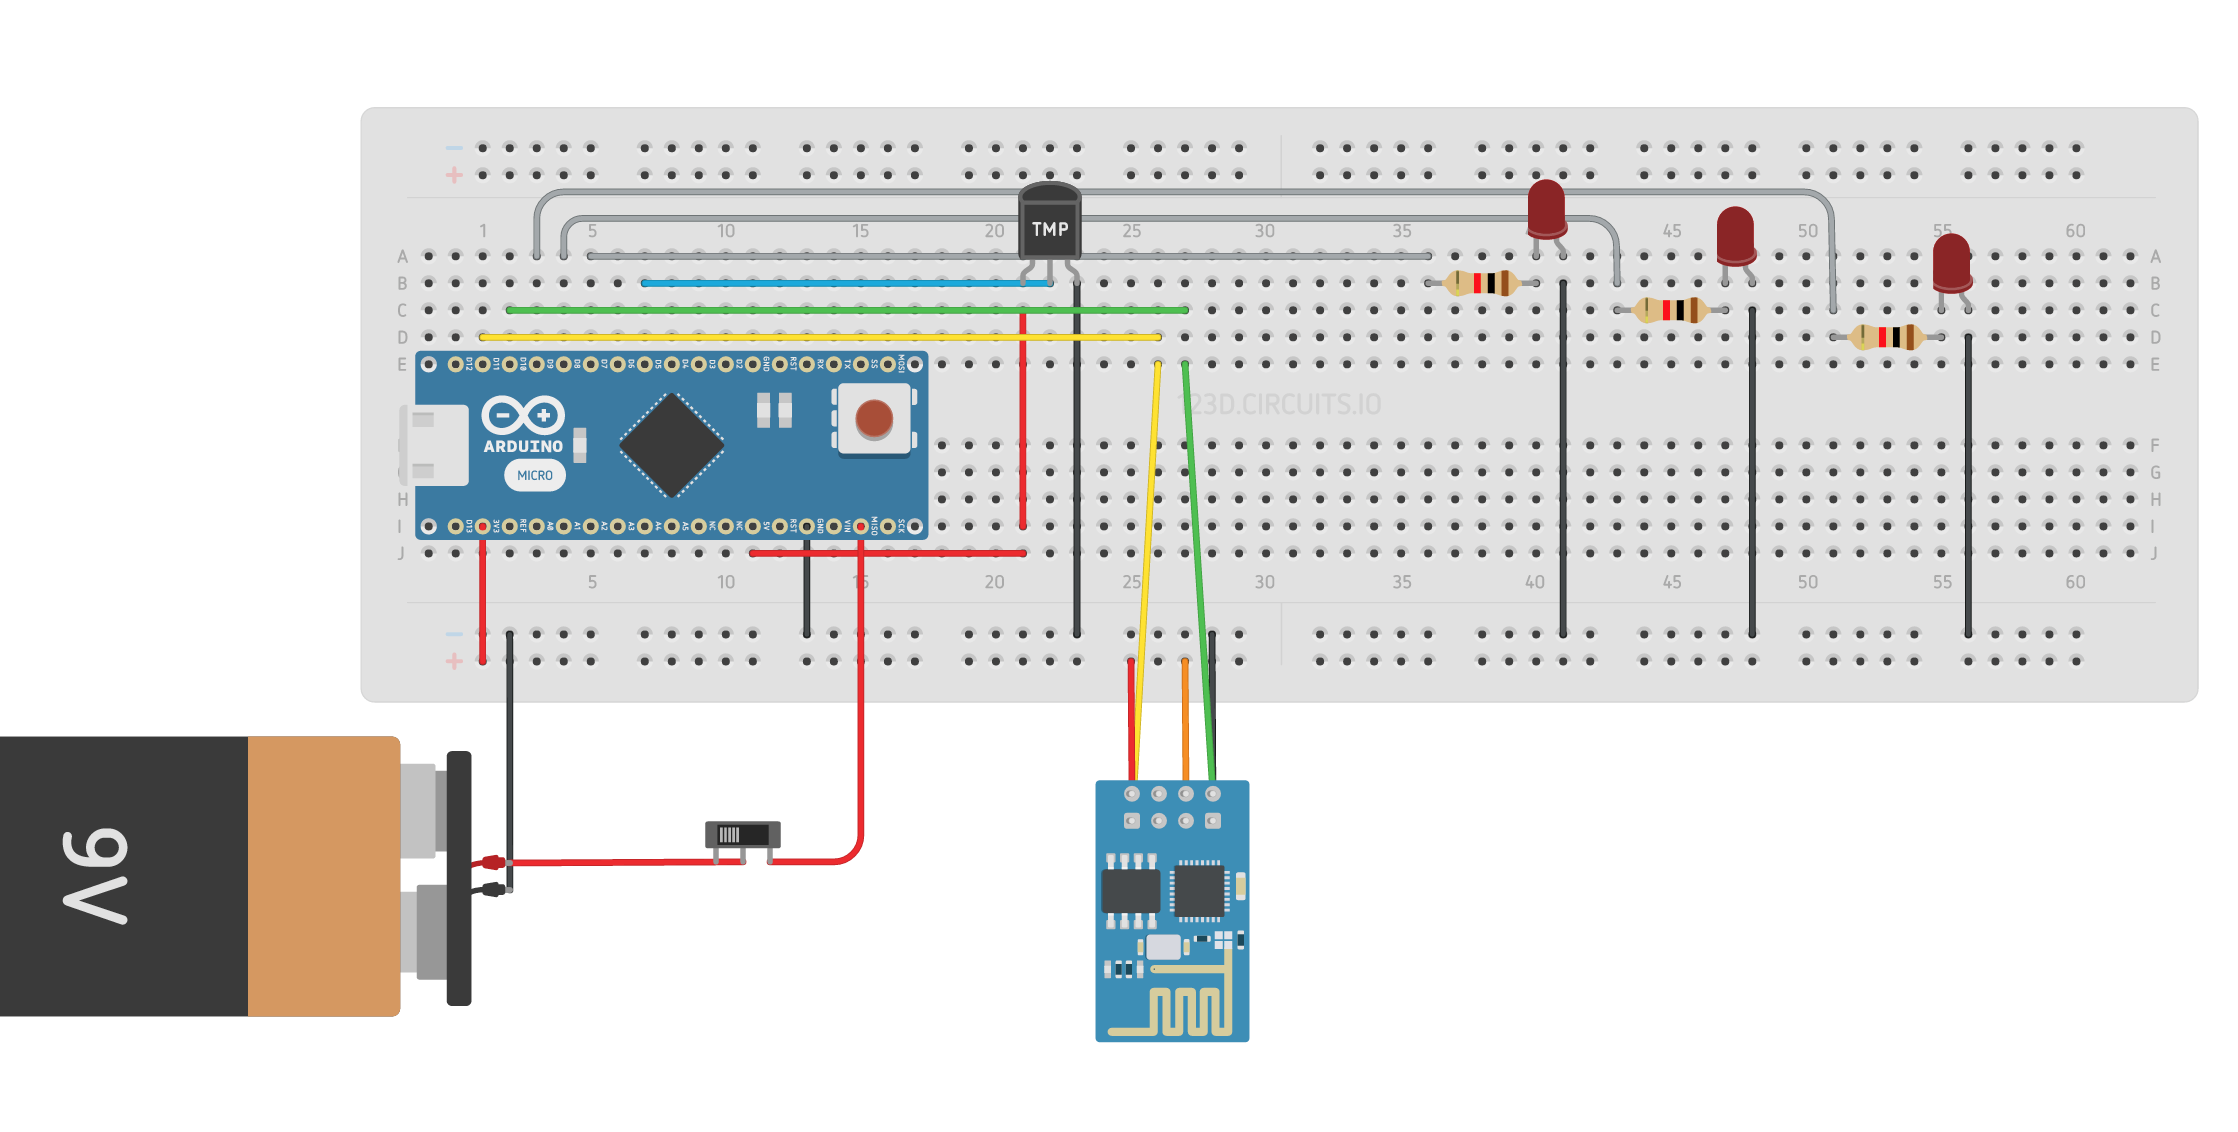 − +
1 5 10 15 20 25 30 35 40 45 50 55 60
TMP
A A
B B
C C
D D
E E
D12 D11 D10 D9 D8 D7 D6 D5 D4 D3 D2 GND RST RX TX SS MOSI
123D.CIRCUITS.IO
ARDUINO
MICRO
F
G
H H
I I
D13 3V3 REF A0 A1 A2 A3 A4 A5 NC NC 5V RST GND VIN MISO SCK
J J
5 10 15 20 25 30 35 40 45 50 55 60
− +
9V